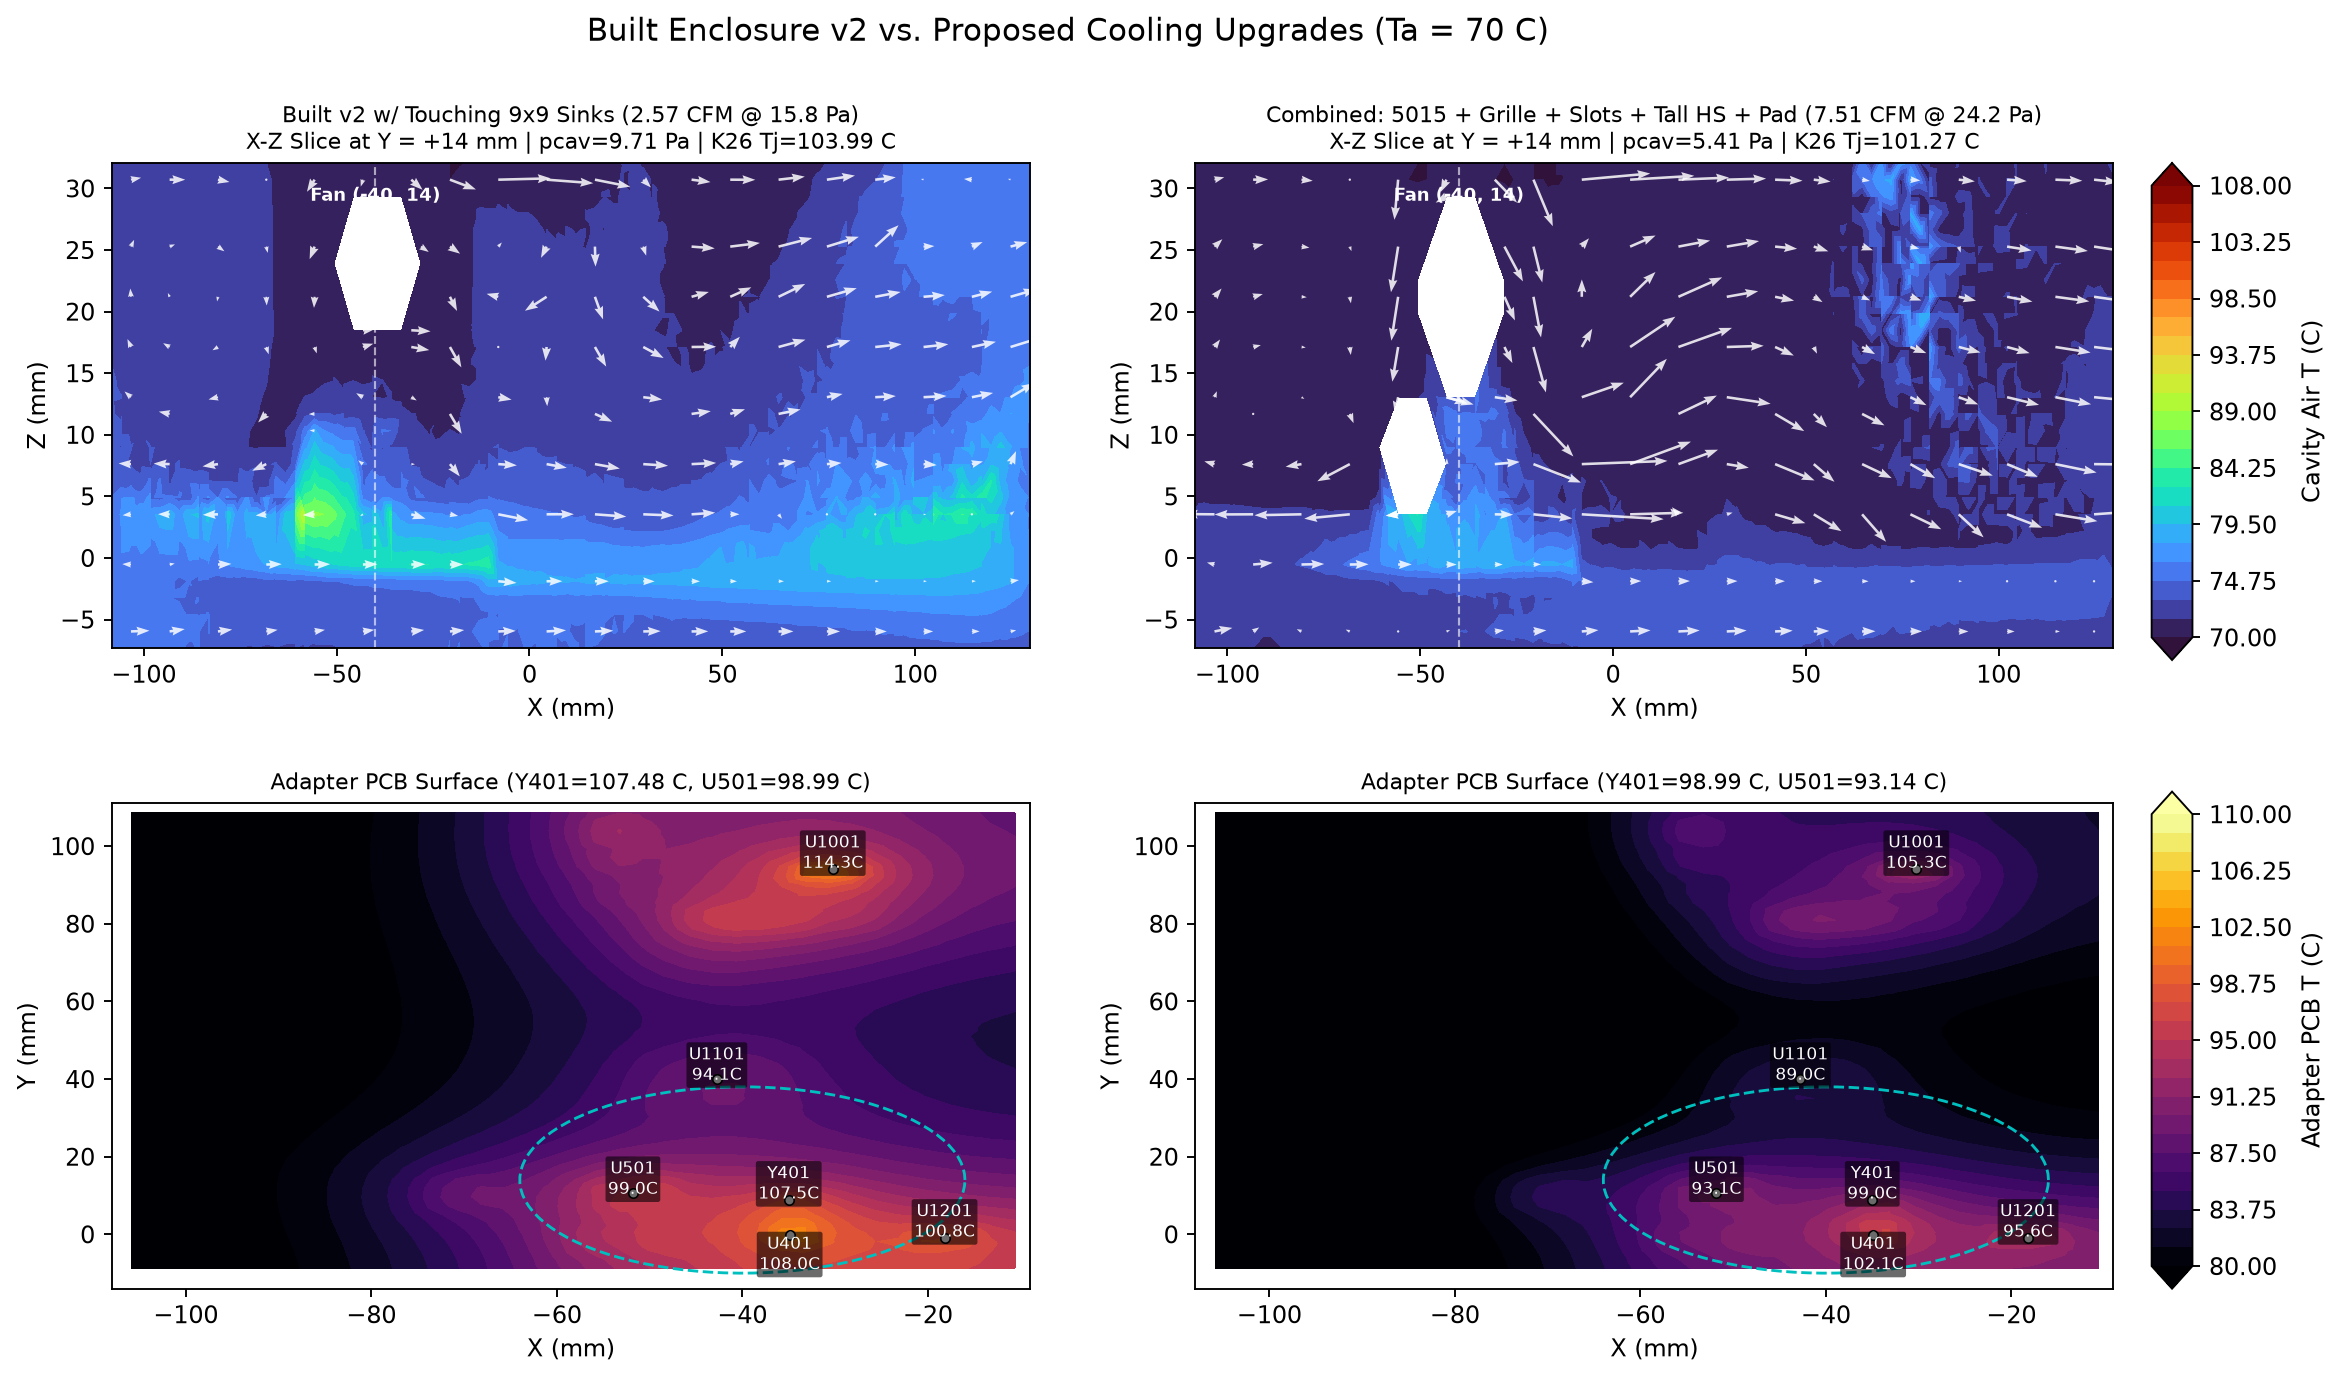 Built Enclosure v2 vs. Proposed Cooling Upgrades (Ta = 70 C)
Built v2 w/ Touching 9x9 Sinks (2.57 CFM @ 15.8 Pa)
X-Z Slice at Y = +14 mm | pcav=9.71 Pa | K26 Tj=103.99 C
Fan (-40, 14)
30
25
20
15
10
5
0
−5
Z (mm)
−100
−50
0
50
100
X (mm)
Combined: 5015 + Grille + Slots + Tall HS + Pad (7.51 CFM @ 24.2 Pa)
X-Z Slice at Y = +14 mm | pcav=5.41 Pa | K26 Tj=101.27 C
Fan (-40, 14)
30
25
20
15
10
5
0
−5
Z (mm)
−100
−50
0
50
100
X (mm)
108.00
103.25
98.50
93.75
89.00
84.25
79.50
74.75
70.00
Cavity Air T (C)
Adapter PCB Surface (Y401=107.48 C, U501=98.99 C)
U1001
114.3C
U1101
94.1C
U501
99.0C
Y401
107.5C
U1201
100.8C
U401
108.0C
100
80
60
40
20
0
Y (mm)
−100
−80
−60
−40
−20
X (mm)
Adapter PCB Surface (Y401=98.99 C, U501=93.14 C)
U1001
105.3C
U1101
89.0C
U501
93.1C
Y401
99.0C
U1201
95.6C
U401
102.1C
100
80
60
40
20
0
Y (mm)
−100
−80
−60
−40
−20
X (mm)
110.00
106.25
102.50
98.75
95.00
91.25
87.50
83.75
80.00
Adapter PCB T (C)